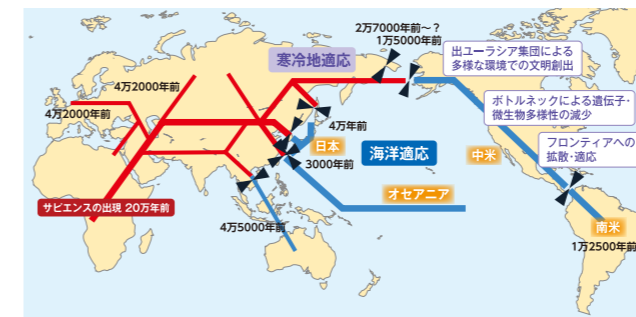 2万7000年前~?
1万5000年前
寒冷地適応
出ユーラシア集団による
多様な環境での文明創出
4万2000年前
4万2000年前
ボトルネックによる遺伝子・
微生物多様性の減少
4万年前
日本
3000年前
海洋適応
中米
フロンティアへの
拡散・適応
オセアニア
サピエンスの出現 20万年前
4万5000年前
南米
1万2500年前